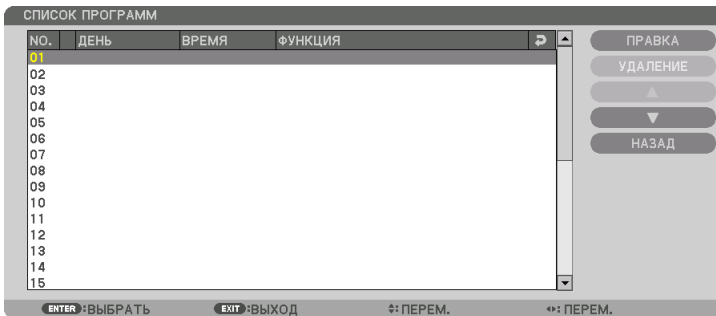 СПИСОК ПРОГРАММ
NO. ДЕНЬ ВРЕМЯ ФУНКЦИЯ
01
02
03
04
05
06
07
08
09
10
11
12
13
14
15
ПРАВКА
УДАЛЕНИЕ
▲
▼
НАЗАД
ENTER:ВЫБРАТЬ EXIT:ВЫХОД :ПЕРЕМ. :ПЕРЕМ.